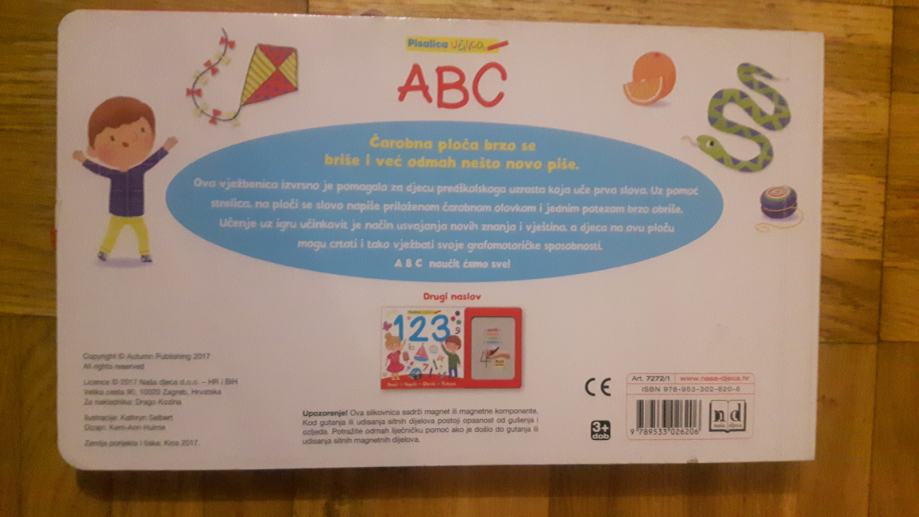 Pisalica učilica
ABC
Čarobna ploča brzo se
briše i već odmah nešto novo piše.
Ova vježbenica izvrsno je pomagalo za djecu predškolskoga uzrasta koja uče prva slova. Uz pomoć
strelica, na ploči se slovo napiše priloženom čarobnom olovkom i jednim potezom brzo obriše.
Učenje uz igru učinkovit je način usvajanja novih znanja i vještina, a djeca na ovu ploču
mogu crtati i tako vježbati svoje grafomotoričke sposobnosti.
A B C naučit ćemo sve!
Drugi naslov
123
Copyright © Autumn Publishing 2017
All rights reserved
Licence © 2017 Naša djeca d.o.o. – HR i BiH
Velika cesta 90, 10020 Zagreb, Hrvatska
Za nakladnika: Drago Kozina
Ilustracije: Kathryn Selbert
Dizajn: Kerri-Ann Hulme
Zemlja porijekla i tiska: Kina 2017.
Upozorenje! Ova slikovnica sadrži magnet ili magnetne komponente.
Kod gutanja ili udisanja sitnih dijelova postoji opasnost od gušenja i
ozljeda. Potražite odmah liječničku pomoć ako je došlo do gutanja ili
udisanja sitnih magnetnih dijelova.
CE
3+
dob
Art. 7272/1 www.nasa-djeca.hr
ISBN 978-953-302-620-6
9 789533 026206
naša djeca